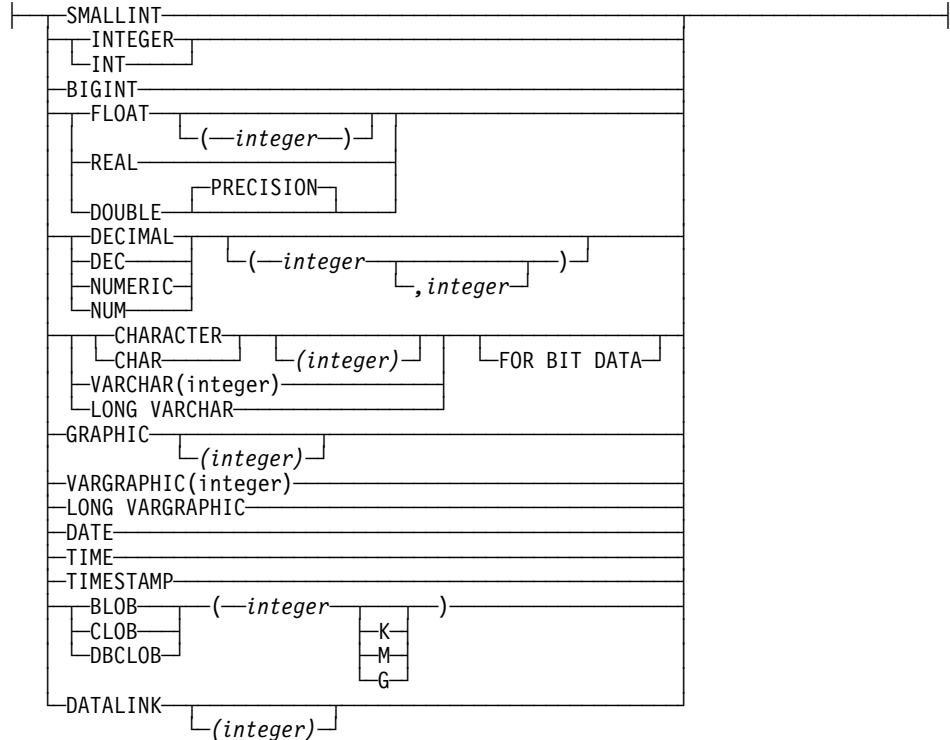 SMALLINT
INTEGER
INT
BIGINT
FLOAT
( integer )
REAL
PRECISION
DOUBLE
DECIMAL
DEC ( integer )
NUMERIC ,integer
NUM
CHARACTER
CHAR (integer) FOR BIT DATA
VARCHAR(integer)
LONG VARCHAR
GRAPHIC
(integer)
VARGRAPHIC(integer)
LONG VARGRAPHIC
DATE
TIME
TIMESTAMP
BLOB ( integer )
CLOB K
DBCLOB M
G
DATALINK
(integer)